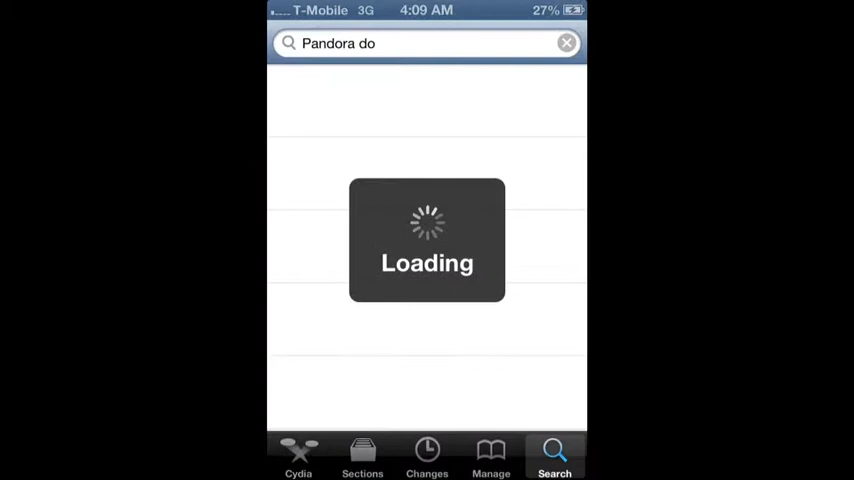 T-Mobile 3G 4:09 AM 27%
Pandora do
Loading
Cydia Sections Changes Manage Search